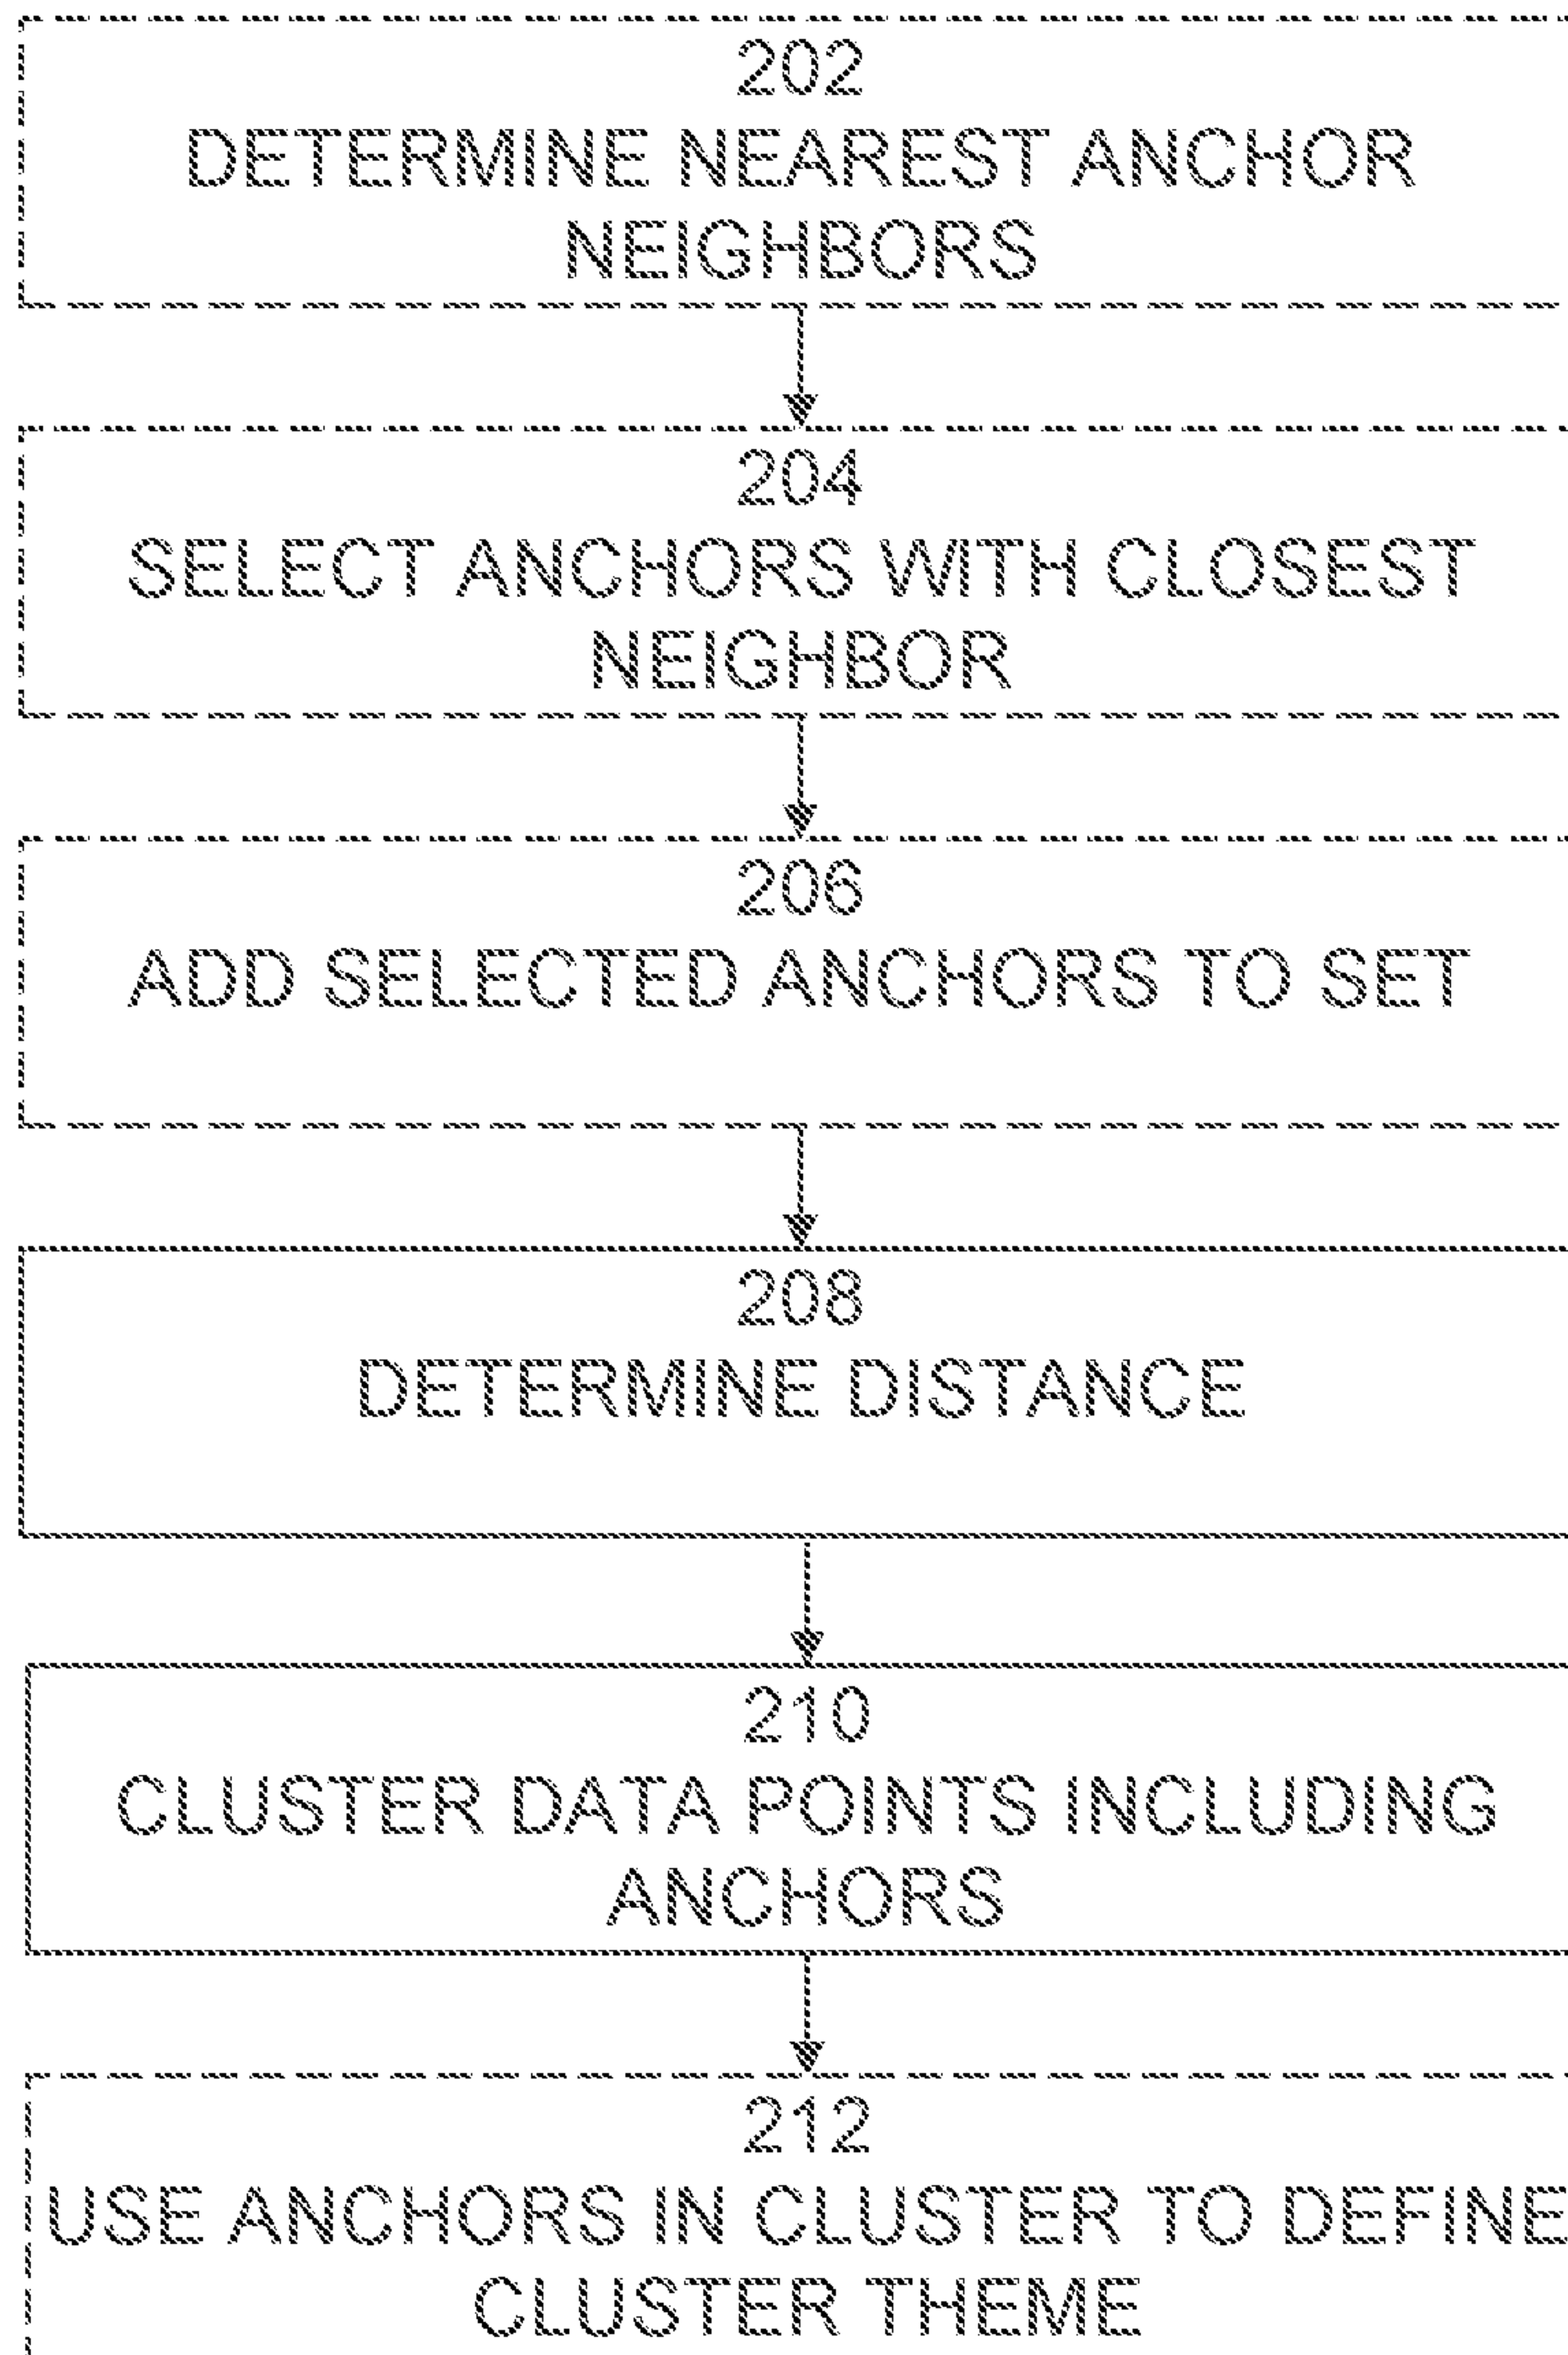 202
DETERMINE NEAREST ANCHOR
NEIGHBORS
204
SELECT ANCHORS WITH CLOSEST
NEIGHBOR
206
ADD SELECTED ANCHORS TO SET
208
DETERMINE DISTANCE
210
CLUSTER DATA POINTS INCLUDING
ANCHORS
212
USE ANCHORS IN CLUSTER TO DEFINE
CLUSTER THEME